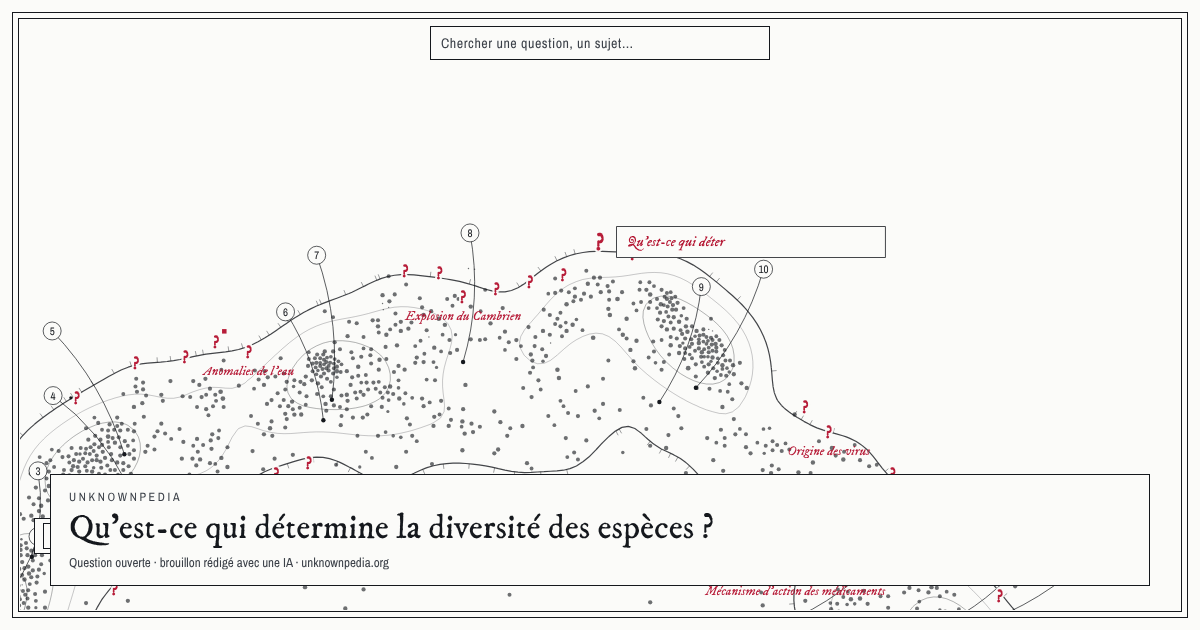 Chercher une question, un sujet...
8
?
Qu'est-ce qui déter
7
10
? ? ? ? ? ?
9
Explosion du Cambrien
6
5
? ? ? ?
Anomalies de l'eau
4
?
?
?
Origine des virus
3
? ? ?
UNKNOWNPEDIA
Qu'est-ce qui détermine la diversité des espèces ?
Question ouverte · brouillon rédigé avec une IA · unknownpedia.org
?
Mécanisme d'action des médicaments
?